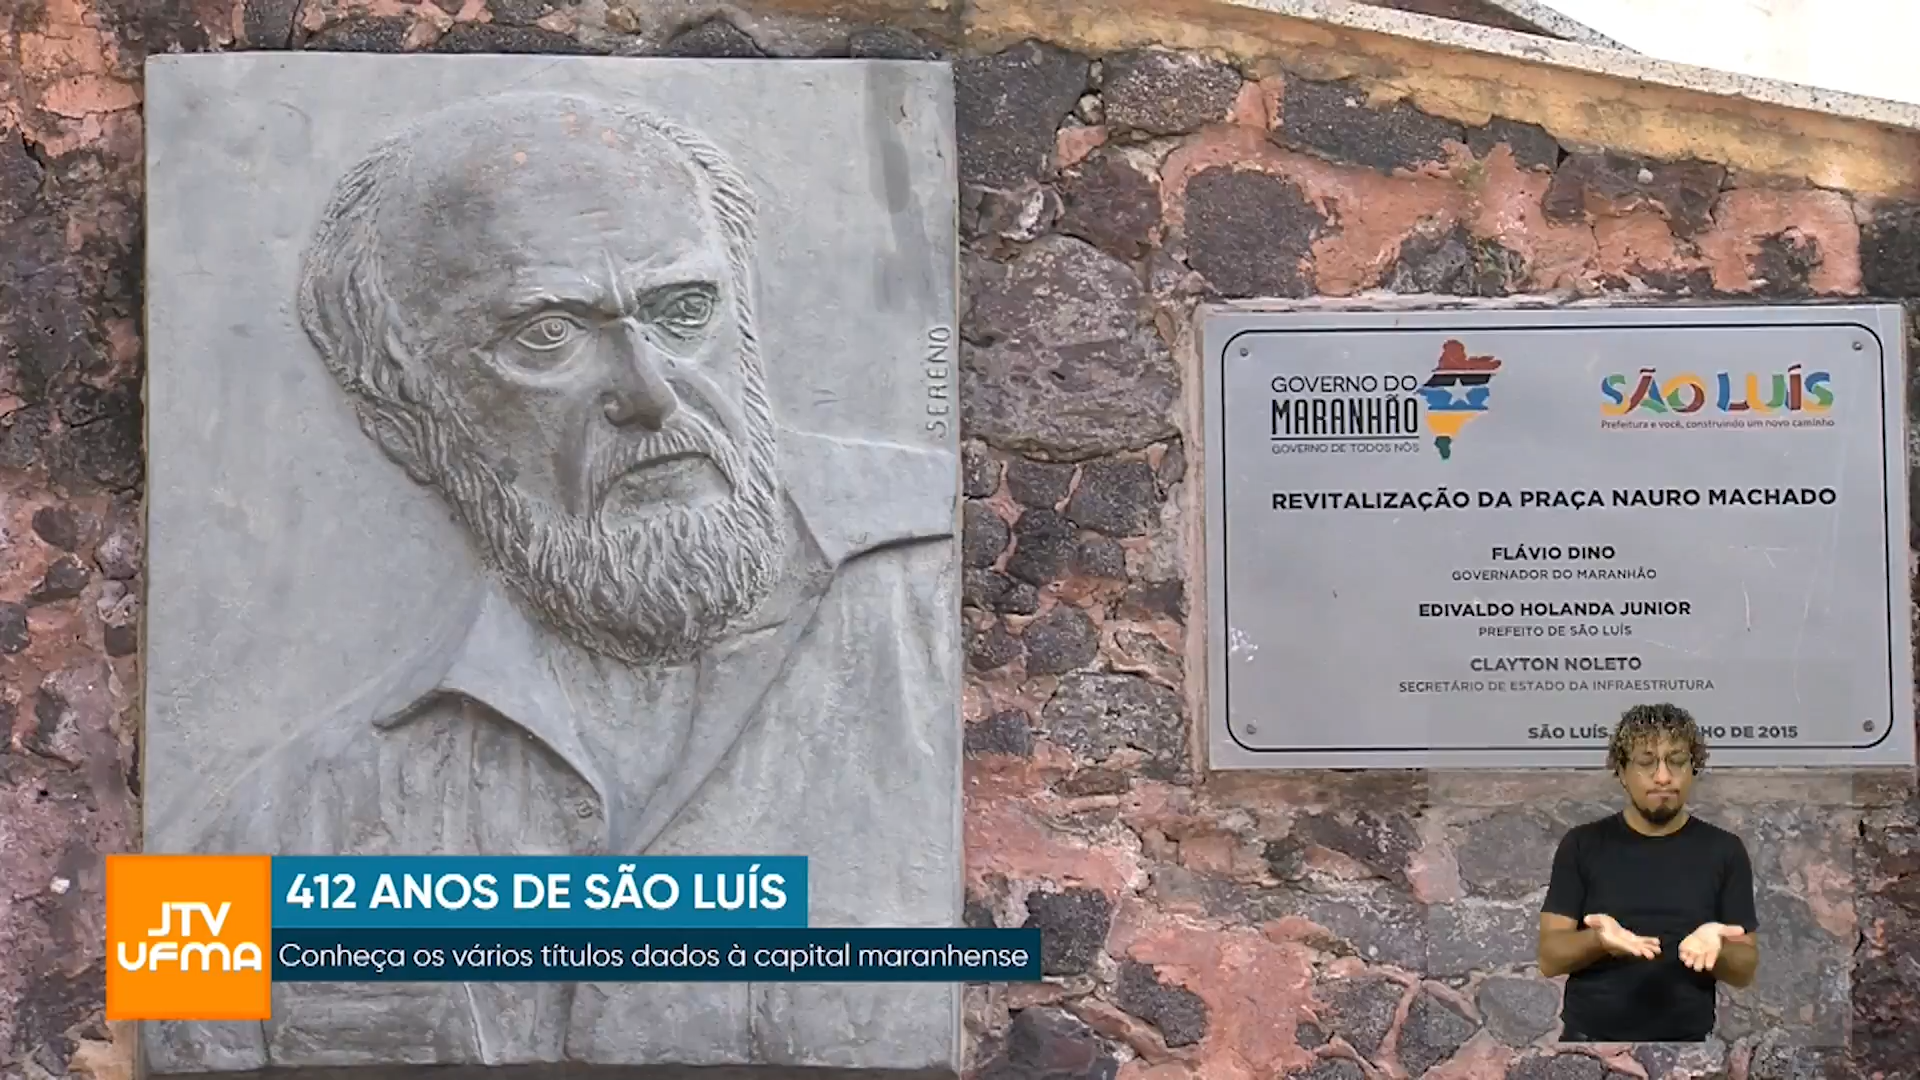 SERENO
GOVERNO DO
MARANHÃO
GOVERNO DE TODOS NÓS
SÃO LUÍS
Prefeitura e você, construindo um novo caminho
REVITALIZAÇÃO DA PRAÇA NAURO MACHADO
FLÁVIO DINO
GOVERNADOR DO MARANHÃO
EDIVALDO HOLANDA JUNIOR
PREFEITO DE SÃO LUÍS
CLAYTON NOLETO
SECRETÁRIO DE ESTADO DA INFRAESTRUTURA
SÃO LUÍS, HO DE 2015
JTV
UFMA
412 ANOS DE SÃO LUÍS
Conheça os vários títulos dados à capital maranhense